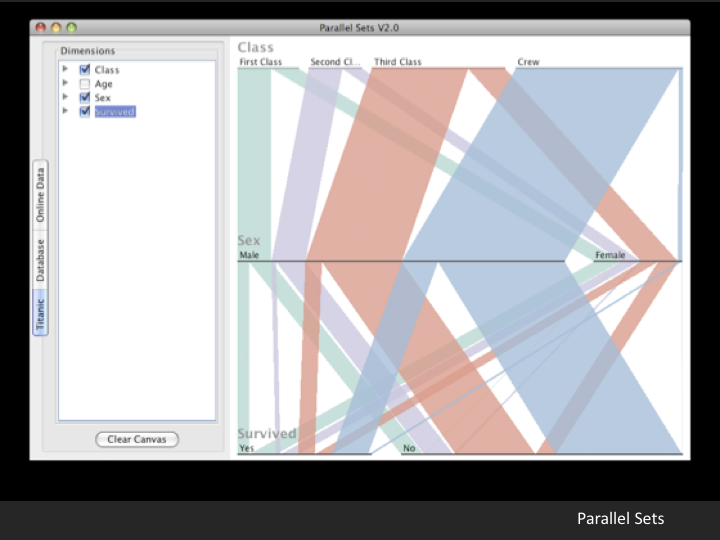 Parallel Sets V2.0
Dimensions
Class
Age
Sex
Survived
Online Data
Database
Titanic
Clear Canvas
Class
First Class Second Cl... Third Class Crew
Sex
Male Female
Survived
Yes No
Parallel Sets